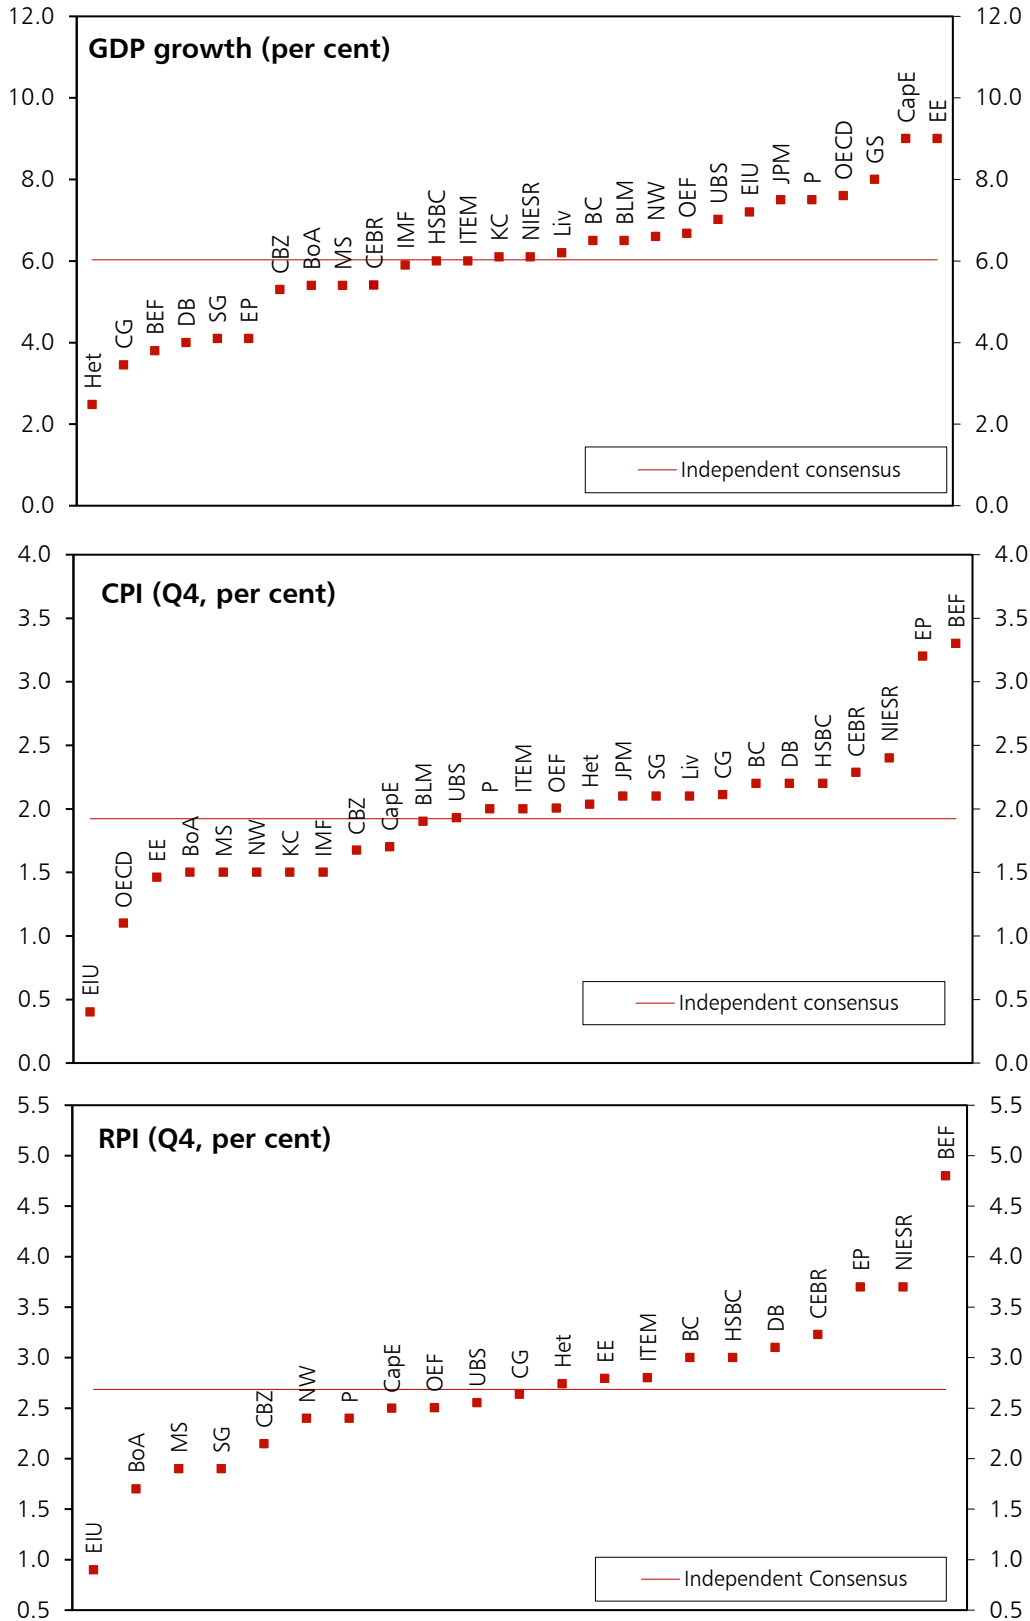 GDP growth (per cent)
12.0
10.0
8.0
6.0
4.0
2.0
0.0
12.0
10.0
8.0
6.0
4.0
2.0
0.0
Het
CG
BEF
DB
SG
EP
CBZ
BoA
MS
CEBR
IMF
HSBC
ITEM
KC
NIESR
Liv
BC
BLM
NW
OEF
UBS
EIU
JPM
P
OECD
GS
CapE
EE
Independent consensus
CPI (Q4, per cent)
4.0
3.5
3.0
2.5
2.0
1.5
1.0
0.5
0.0
4.0
3.5
3.0
2.5
2.0
1.5
1.0
0.5
0.0
EIU
OECD
EE
BoA
MS
NW
KC
IMF
CBZ
CapE
BLM
UBS
P
ITEM
OEF
Het
JPM
SG
Liv
CG
BC
DB
HSBC
CEBR
NIESR
EP
BEF
Independent consensus
RPI (Q4, per cent)
5.5
5.0
4.5
4.0
3.5
3.0
2.5
2.0
1.5
1.0
0.5
5.5
5.0
4.5
4.0
3.5
3.0
2.5
2.0
1.5
1.0
0.5
EIU
BoA
MS
SG
CBZ
NW
P
CapE
OEF
UBS
CG
Het
EE
ITEM
BC
HSBC
DB
CEBR
EP
NIESR
BEF
Independent Consensus